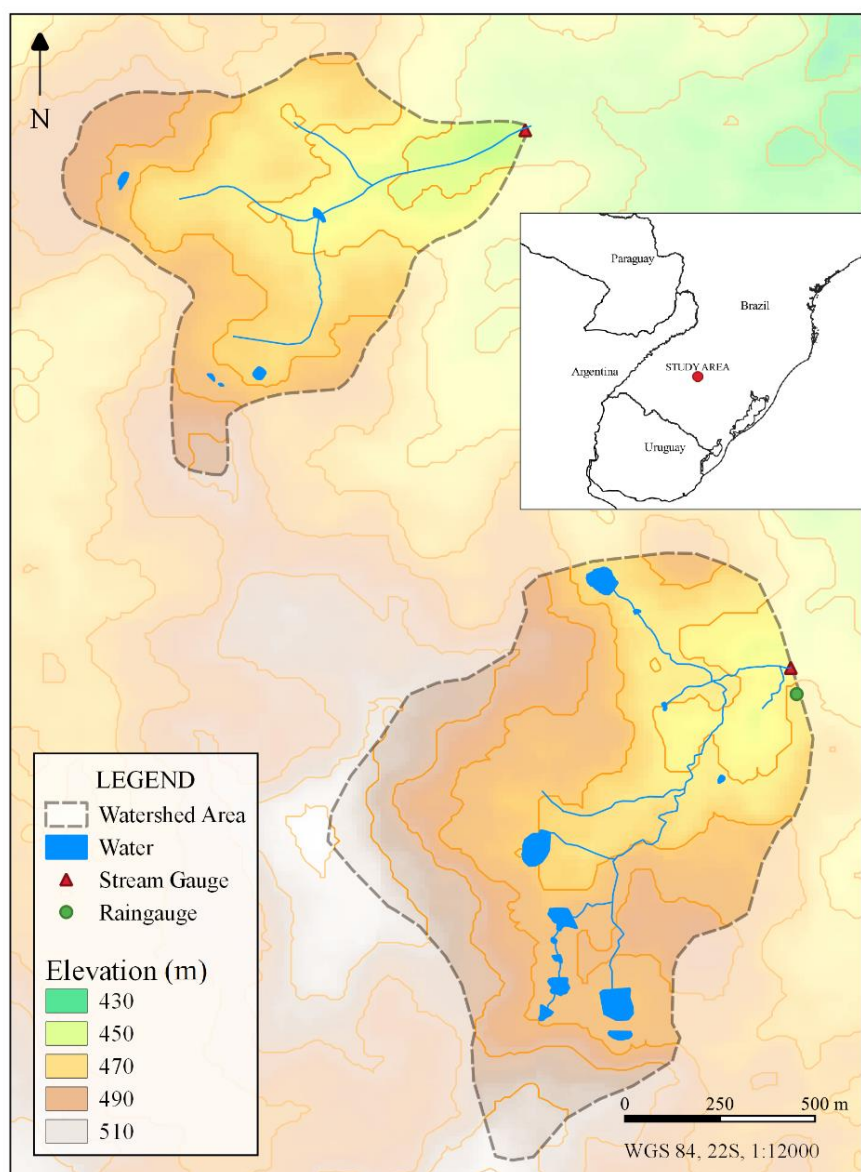 N
Paraguay
Brazil
Argentina
STUDY AREA
Uruguay
LEGEND
Watershed Area
Water
Stream Gauge
Raingauge
Elevation (m)
430
450
470
490
510
0 250 500 m
WGS 84, 22S, 1:12000